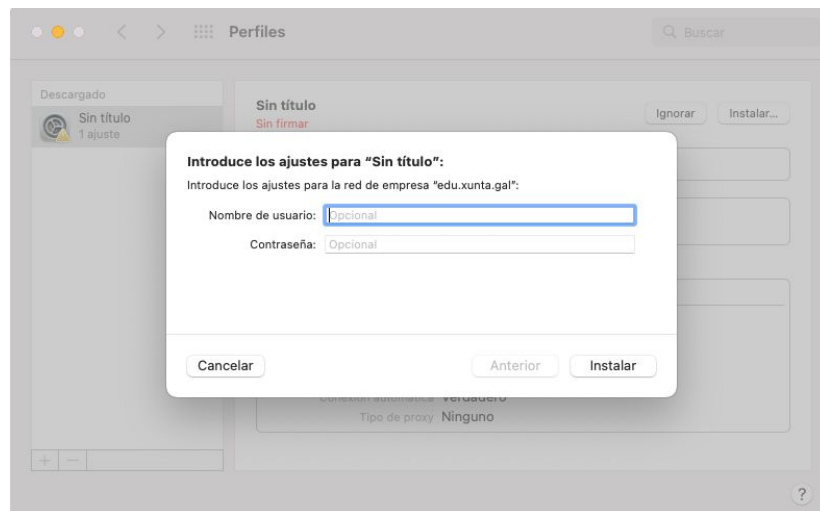 Perfiles
Buscar
Descargado
Sin título
1 ajuste
Sin título
Sin firmar
Ignorar
Instalar...
Introduce los ajustes para “Sin título”:
Introduce los ajustes para la red de empresa “edu.xunta.gal”:
Nombre de usuario: Opcional
Contraseña: Opcional
Cancelar
Anterior
Instalar
Conexión automática Verdadero
Tipo de proxy Ninguno
+ −
?